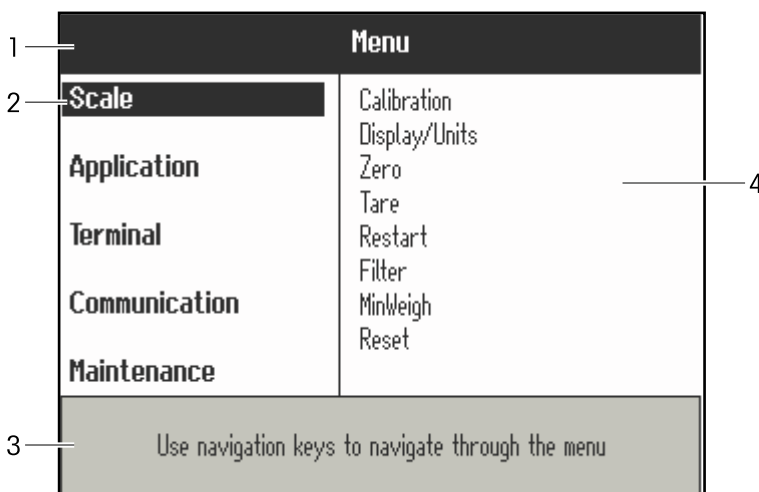 1
Menu
2
Scale
Application
Terminal
Communication
Maintenance
Calibration
Display/Units
Zero
Tare
Restart
Filter
MinWeigh
Reset
4
3
Use navigation keys to navigate through the menu